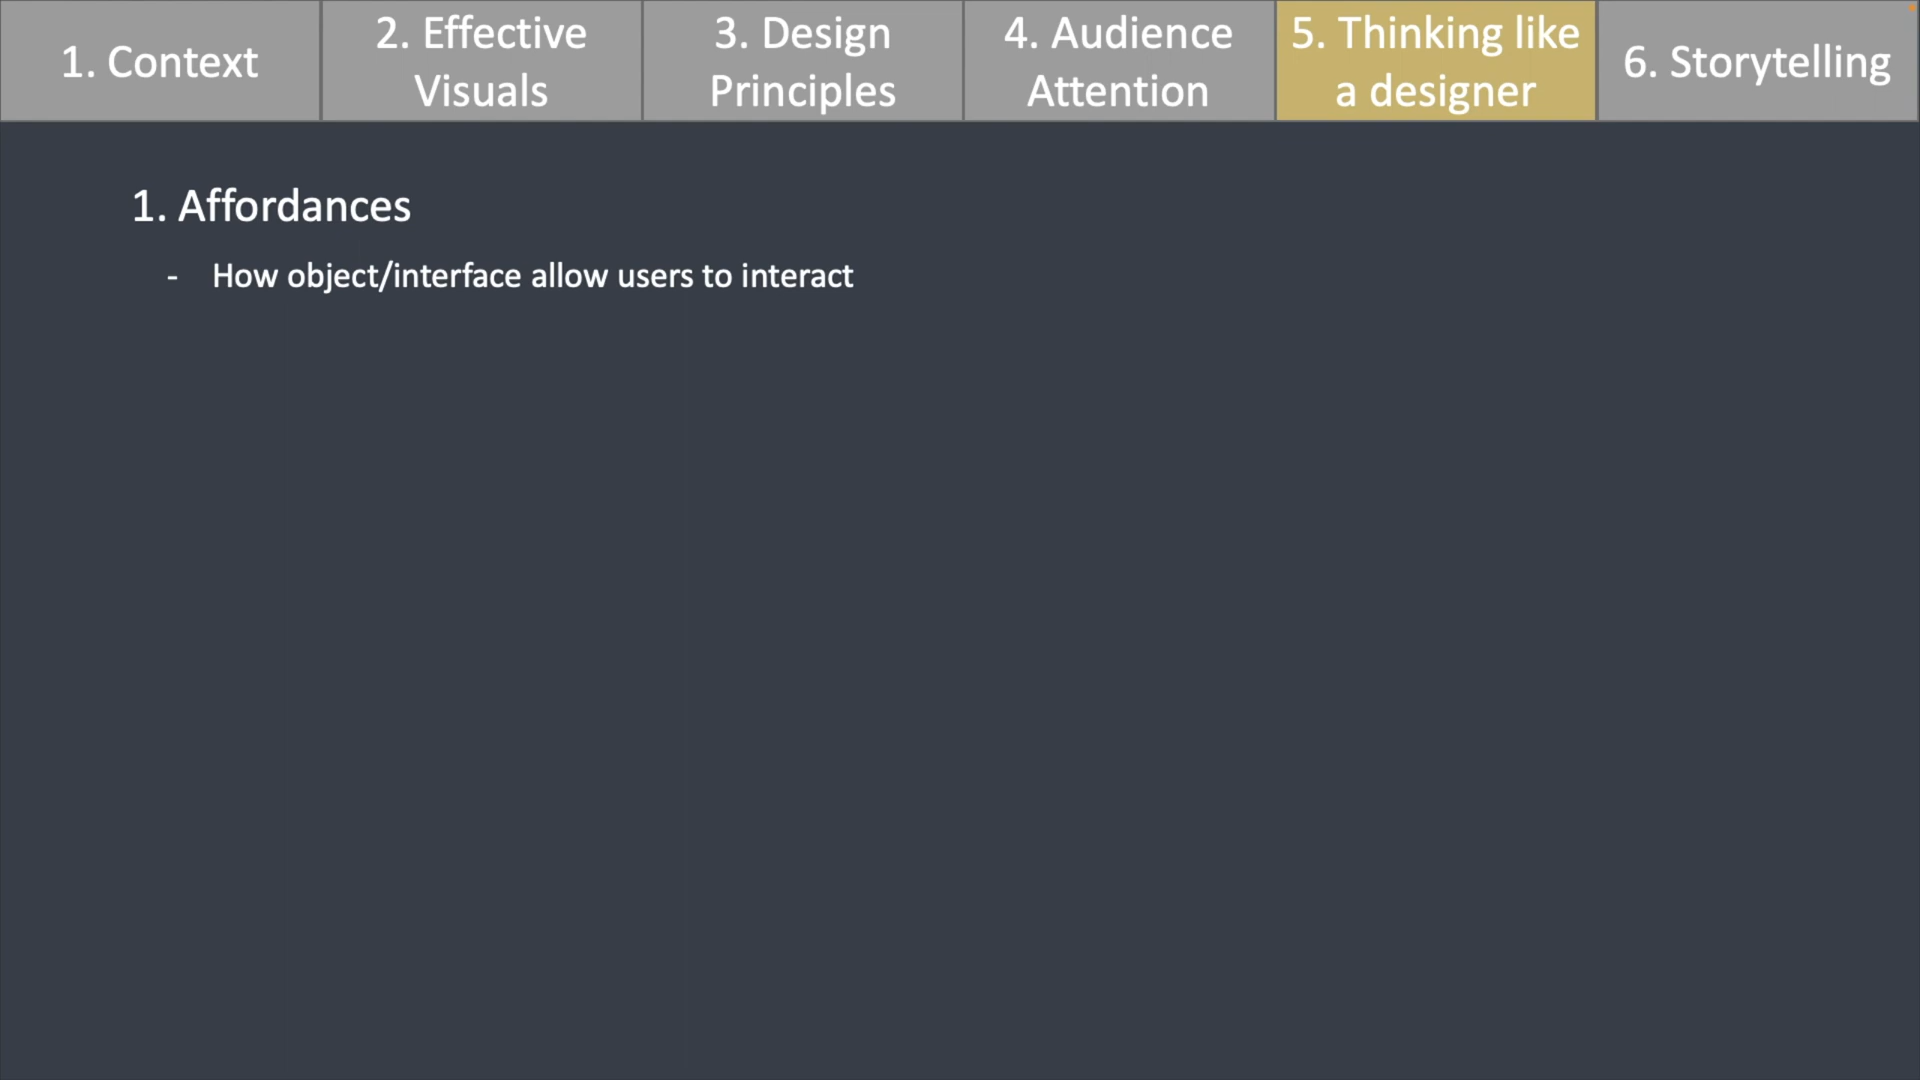 1. Context
2. Effective
Visuals
3. Design
Principles
4. Audience
Attention
5. Thinking like
a designer
6. Storytelling
1. Affordances
- How object/interface allow users to interact